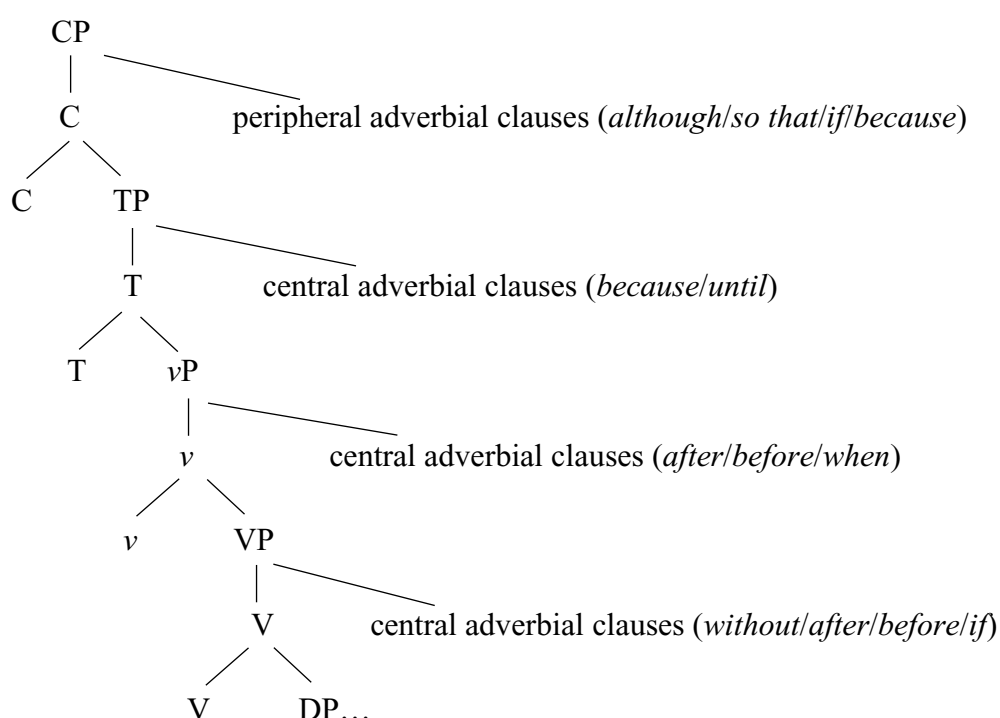 CP
C peripheral adverbial clauses (although/so that/if/because)
C TP
T central adverbial clauses (because/until)
T vP
v central adverbial clauses (after/before/when)
v VP
V central adverbial clauses (without/after/before/if)
V DP…